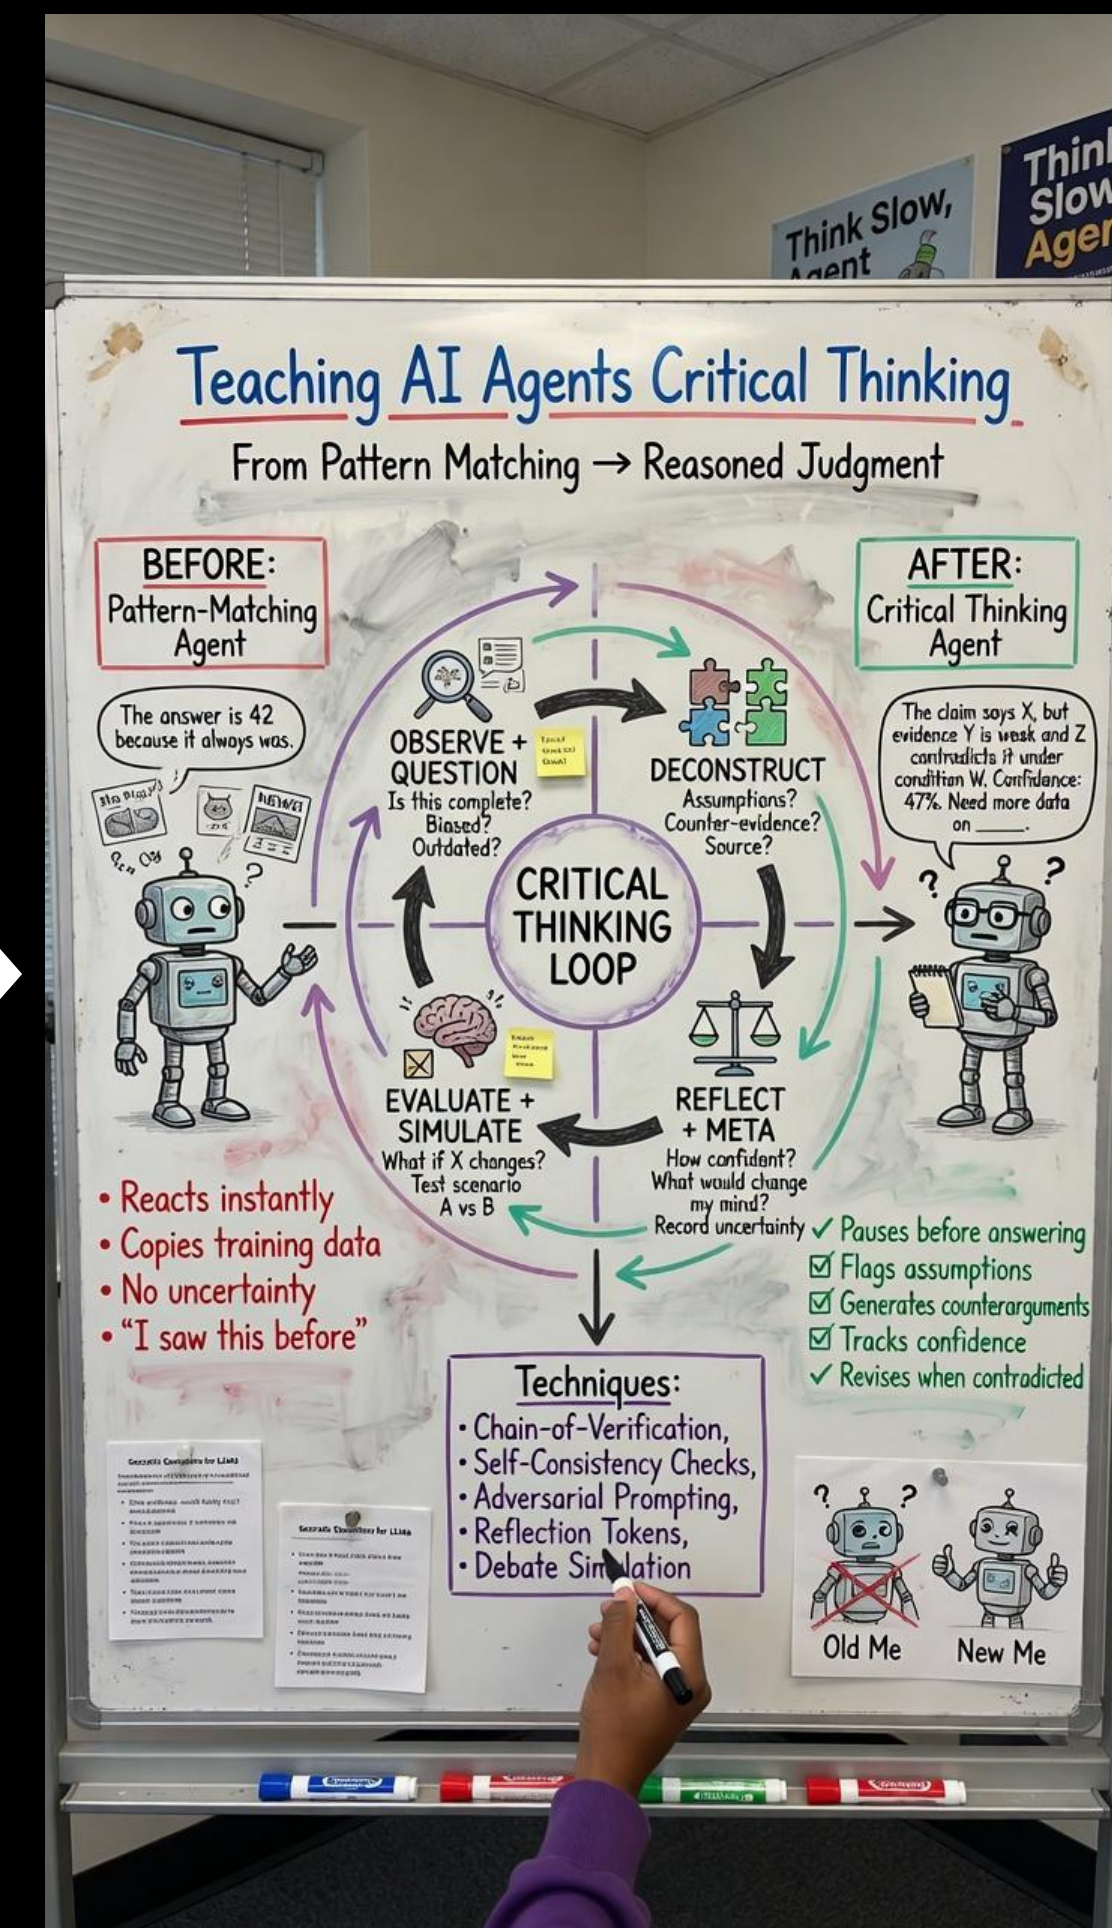 Think Slow,
Agent
Think
Slow
Agen
Teaching AI Agents Critical Thinking
From Pattern Matching → Reasoned Judgment
BEFORE:
Pattern-Matching
Agent
The answer is 42
because it always was.
AFTER:
Critical Thinking
Agent
The claim says X, but
evidence Y is weak and Z
contradicts it under
condition W. Confidence:
47%. Need more data
on _____.
OBSERVE +
QUESTION
Is this complete?
Biased?
Outdated?
DECONSTRUCT
Assumptions?
Counter-evidence?
Source?
CRITICAL
THINKING
LOOP
EVALUATE +
SIMULATE
What if X changes?
Test scenario
A vs B
REFLECT
+ META
How confident?
What would change
my mind?
Record uncertainty
• Reacts instantly
• Copies training data
• No uncertainty
• “I saw this before”
✓ Pauses before answering
☑ Flags assumptions
☑ Generates counterarguments
☑ Tracks confidence
✓ Revises when contradicted
Techniques:
• Chain-of-Verification,
• Self-Consistency Checks,
• Adversarial Prompting,
• Reflection Tokens,
• Debate Simulation
Old Me
New Me